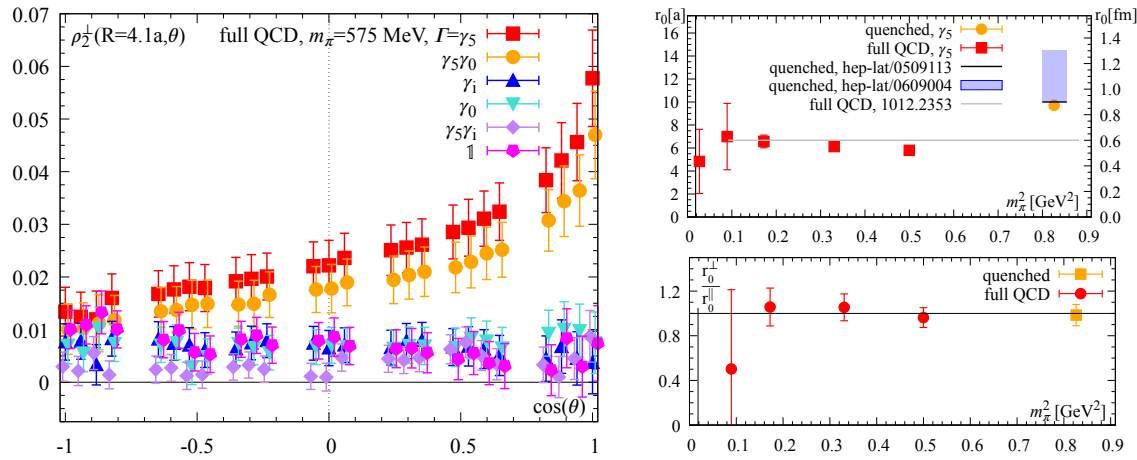 ρ₂^⊥(R=4.1a,θ) full QCD, m_π=575 MeV, Γ=γ₅
γ₅γ₀
γᵢ
γ₀
γ₅γᵢ
𝟙
0.07
0.06
0.05
0.04
0.03
0.02
0.01
0
cos(θ)
-1 -0.5 0 0.5 1
r₀[a] r₀[fm]
quenched, γ₅
full QCD, γ₅
quenched, hep-lat/0509113
quenched, hep-lat/0609004
full QCD, 1012.2353
16
14
12
10
8
6
4
2
0
1.4
1.2
1.0
0.8
0.6
0.4
0.2
0.0
m_π² [GeV²]
0 0.1 0.2 0.3 0.4 0.5 0.6 0.7 0.8 0.9
r₀^⊥
r₀^||
quenched
full QCD
1.2
0.8
0.4
0.0
m_π² [GeV²]
0 0.1 0.2 0.3 0.4 0.5 0.6 0.7 0.8 0.9